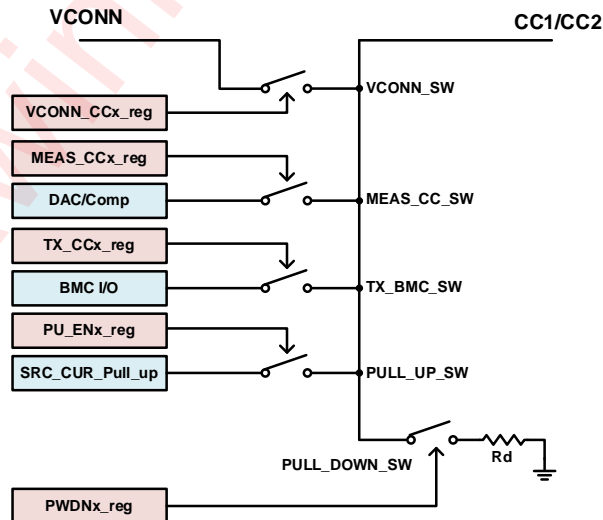 VCONN
CC1/CC2
VCONN_SW
VCONN_CCx_reg
MEAS_CCx_reg
DAC/Comp
MEAS_CC_SW
TX_CCx_reg
BMC I/O
TX_BMC_SW
PU_ENx_reg
SRC_CUR_Pull_up
PULL_UP_SW
PULL_DOWN_SW
Rd
PWDNx_reg